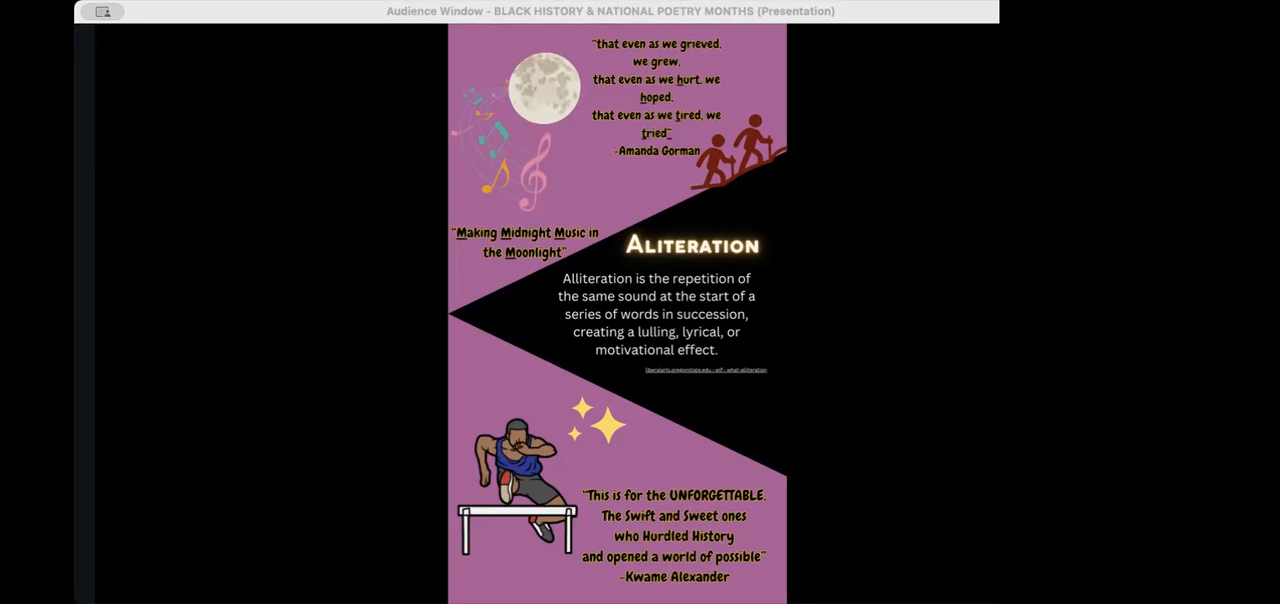 Audience Window - BLACK HISTORY & NATIONAL POETRY MONTHS (Presentation)
"that even as we grieved,
we grew,
that even as we hurt, we
hoped,
that even as we tired, we
tried"
-Amanda Gorman
"Making Midnight Music in
the Moonlight"
ALITERATION
Alliteration is the repetition of
the same sound at the start of a
series of words in succession,
creating a lulling, lyrical, or
motivational effect.
"This is for the UNFORGETTABLE.
The Swift and Sweet ones
who Hurdled History
and opened a world of possible"
-Kwame Alexander